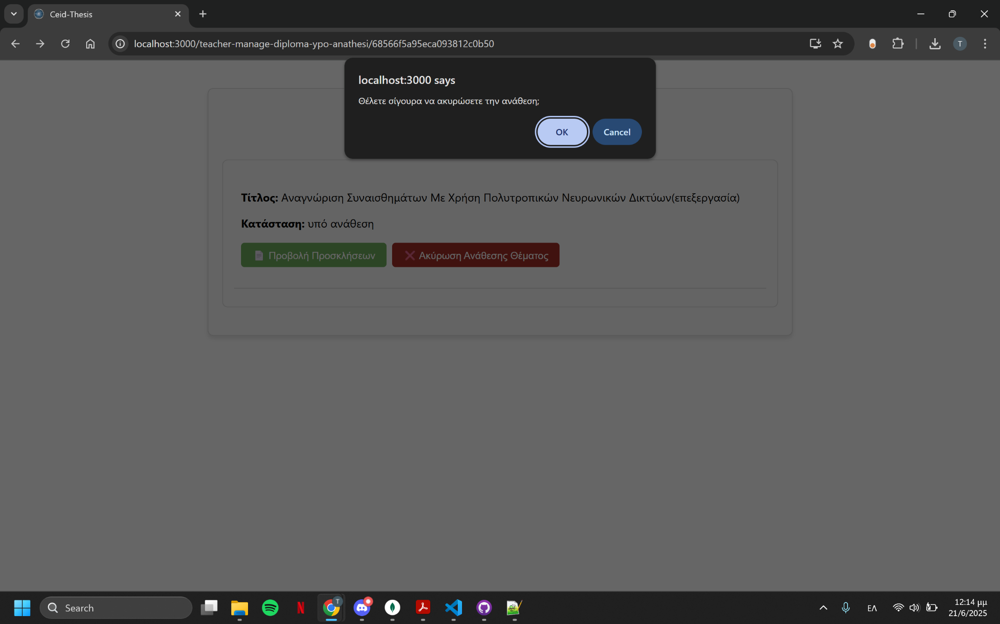 Ceid-Thesis
localhost:3000/teacher-manage-diploma-ypo-anathesi/68566f5a95eca093812c0b50
T
localhost:3000 says
Θέλετε σίγουρα να ακυρώσετε την ανάθεση;
OK Cancel
Τίτλος: Αναγνώριση Συναισθημάτων Με Χρήση Πολυτροπικών Νευρωνικών Δικτύων(επεξεργασία)
Κατάσταση: υπό ανάθεση
Προβολή Προσκλήσεων Ακύρωση Ανάθεσης Θέματος
Search N T ΕΛ 12:14 μμ
21/6/2025